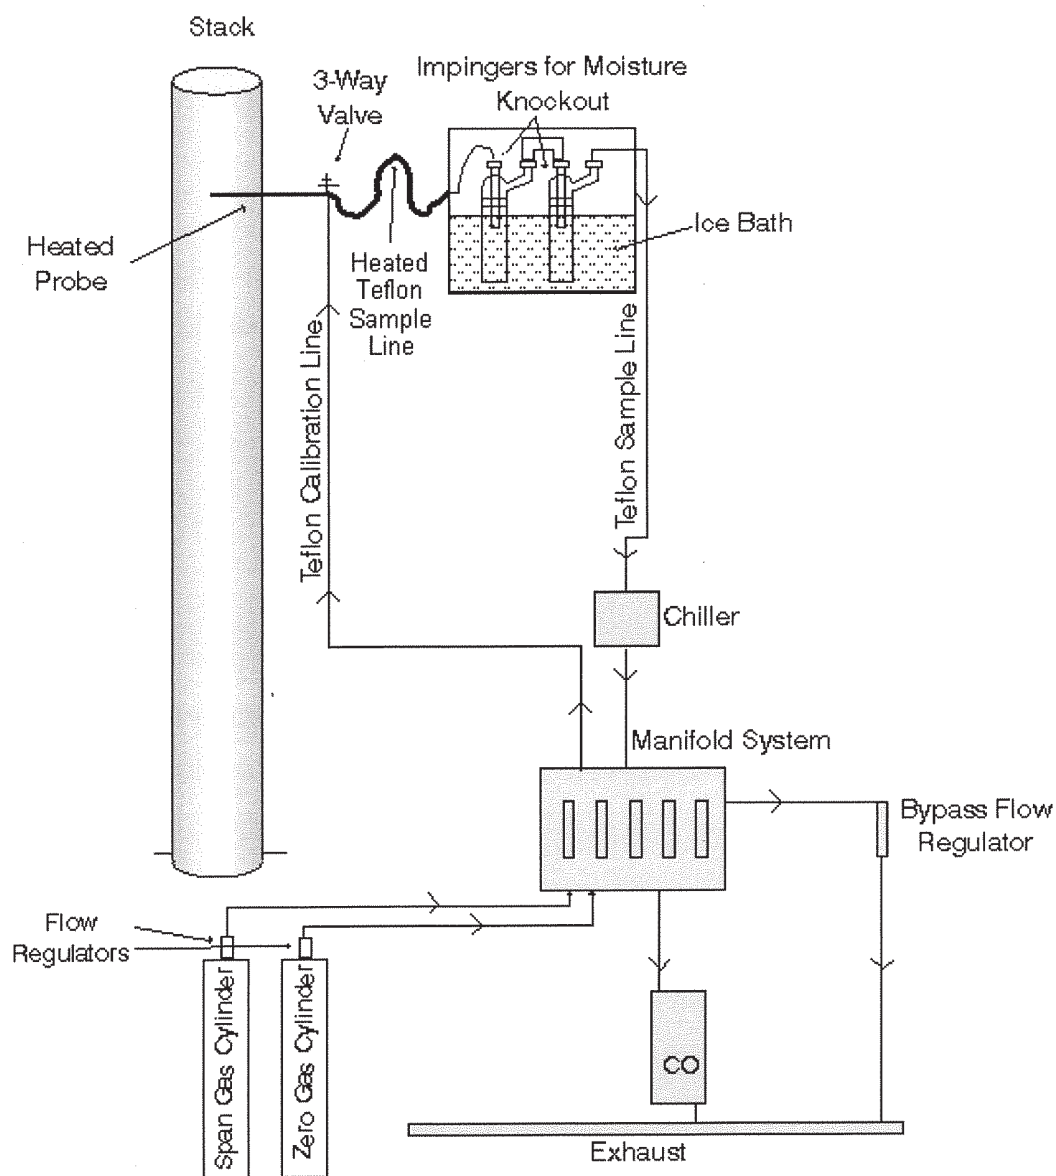 Stack
3-Way
Valve
Impingers for Moisture
Knockout
Ice Bath
Heated
Probe
Heated
Teflon
Sample
Line
Teflon Calibration Line
Teflon Sample Line
Chiller
Manifold System
Bypass Flow
Regulator
Flow
Regulators
Span Gas Cylinder
Zero Gas Cylinder
CO
Exhaust